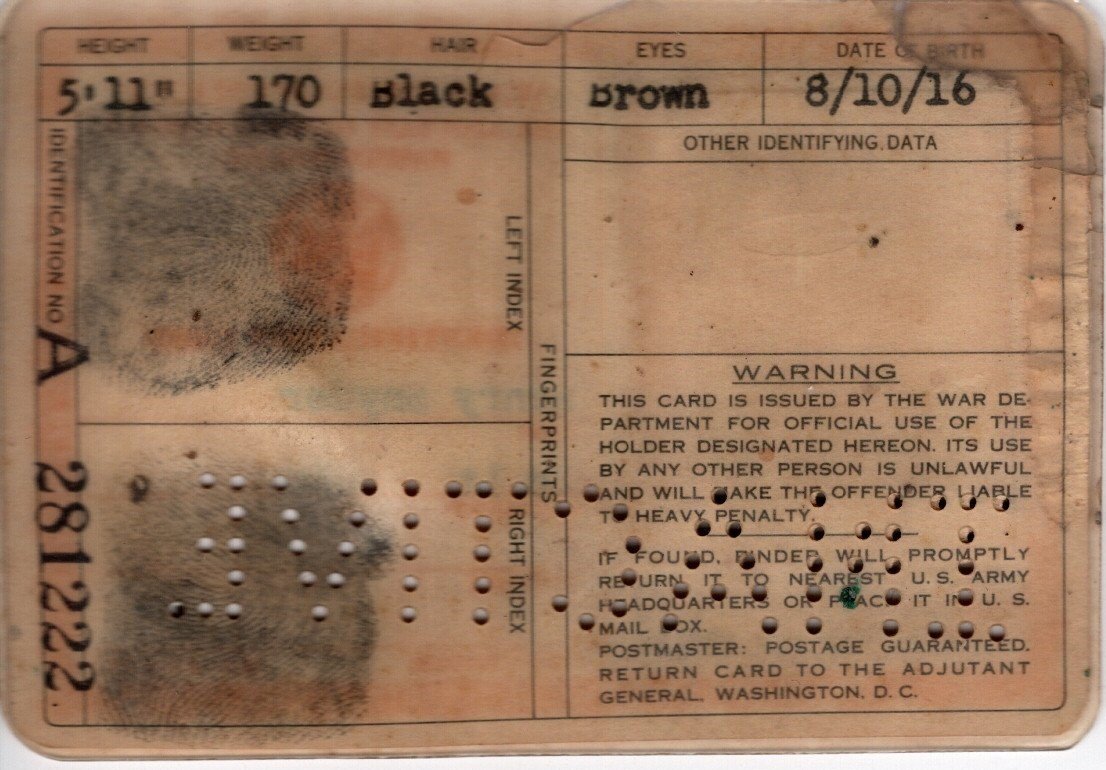 HEIGHT WEIGHT HAIR EYES DATE OF BIRTH
5'11" 170 Black Brown 8/10/16
IDENTIFICATION NO
A 281222
LEFT INDEX
RIGHT INDEX
FINGERPRINTS
OTHER IDENTIFYING DATA
WARNING
THIS CARD IS ISSUED BY THE WAR DE-
PARTMENT FOR OFFICIAL USE OF THE
HOLDER DESIGNATED HEREON. ITS USE
BY ANY OTHER PERSON IS UNLAWFUL
AND WILL MAKE THE OFFENDER LIABLE
TO HEAVY PENALTY.
IF FOUND, FINDER WILL PROMPTLY
RETURN IT TO NEAREST U.S. ARMY
HEADQUARTERS OR PLACE IT IN U. S.
MAIL BOX.
POSTMASTER: POSTAGE GUARANTEED.
RETURN CARD TO THE ADJUTANT
GENERAL, WASHINGTON, D. C.